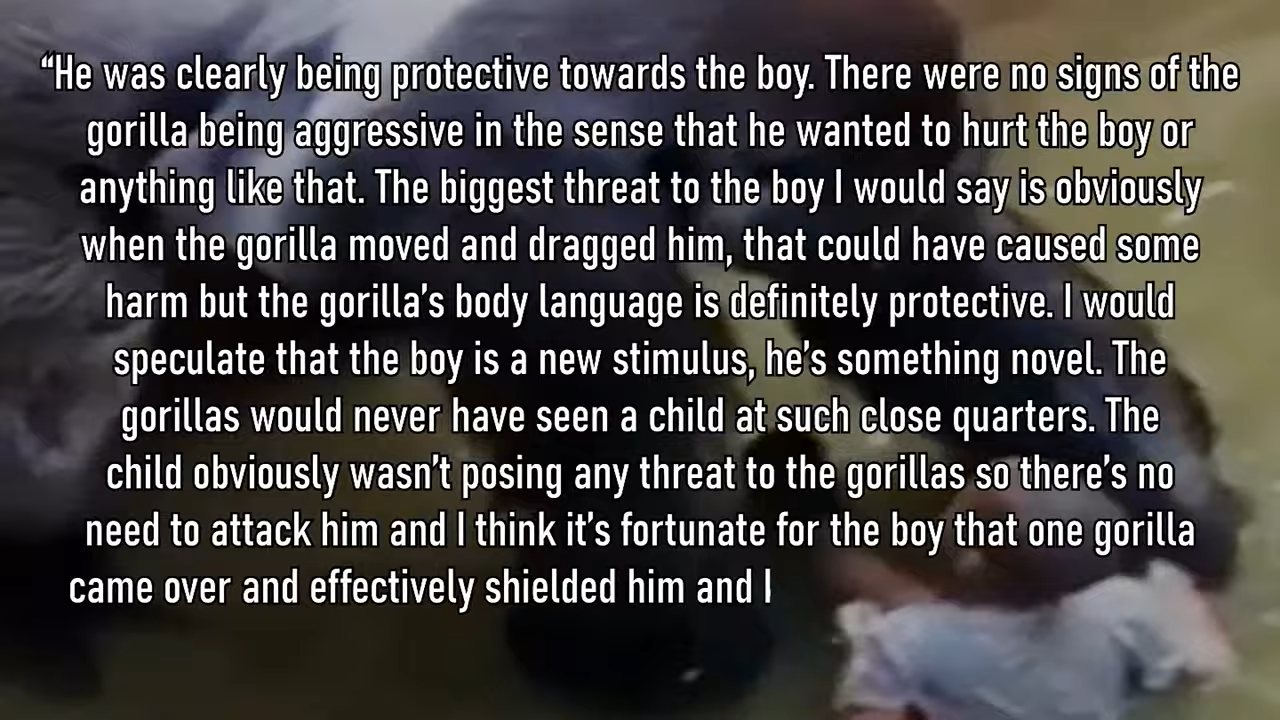 “He was clearly being protective towards the boy. There were no signs of the
gorilla being aggressive in the sense that he wanted to hurt the boy or
anything like that. The biggest threat to the boy I would say is obviously
when the gorilla moved and dragged him, that could have caused some
harm but the gorilla’s body language is definitely protective. I would
speculate that the boy is a new stimulus, he’s something novel. The
gorillas would never have seen a child at such close quarters. The
child obviously wasn’t posing any threat to the gorillas so there’s no
need to attack him and I think it’s fortunate for the boy that one gorilla
came over and effectively shielded him and I